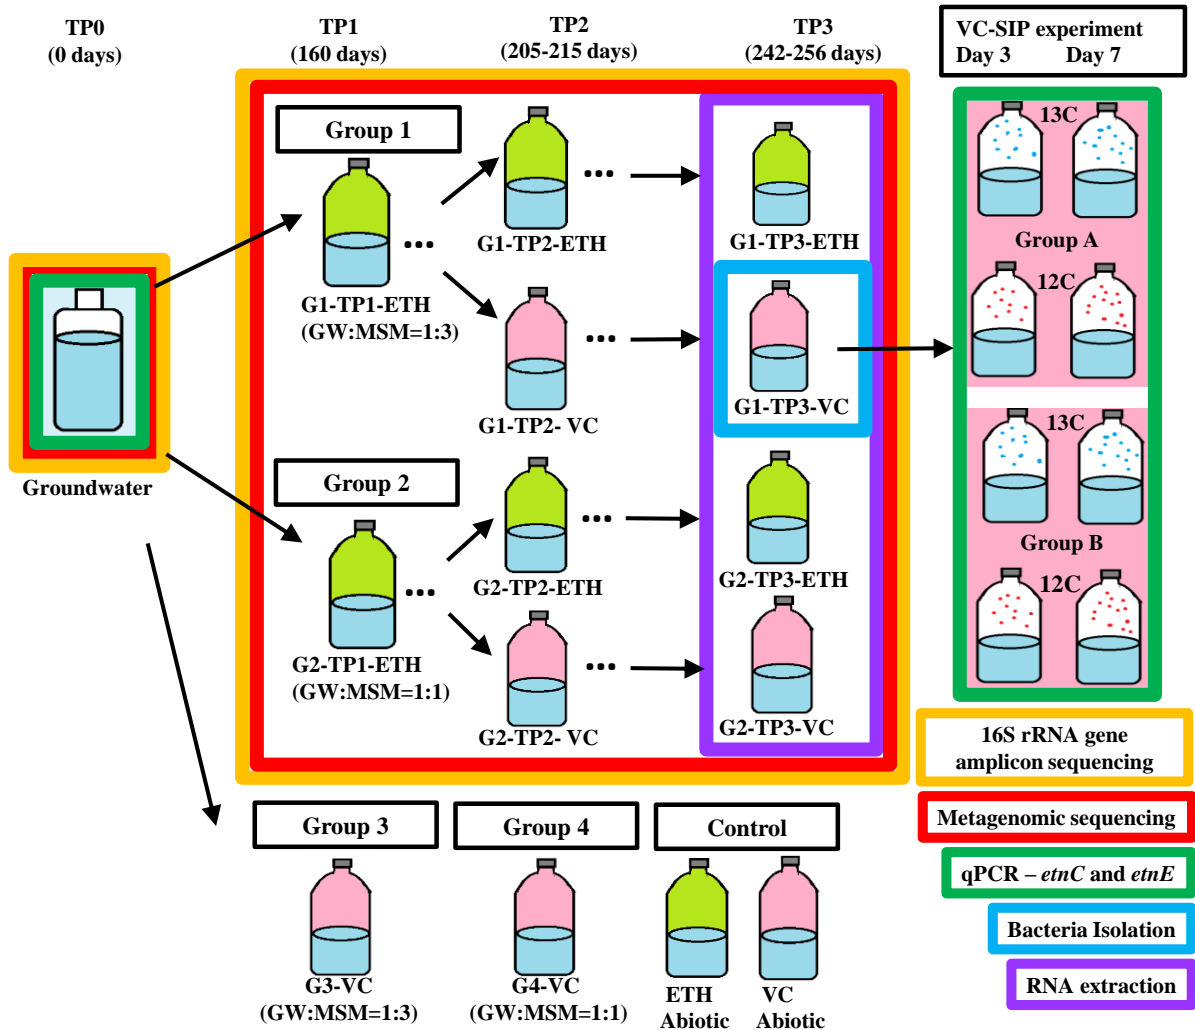 TP0
(0 days)
TP1
(160 days)
TP2
(205-215 days)
TP3
(242-256 days)
VC-SIP experiment
Day 3 Day 7
Group 1
G1-TP1-ETH
(GW:MSM=1:3)
...
G1-TP2-ETH
...
G1-TP3-ETH
G1-TP2- VC
...
G1-TP3-VC
Groundwater
Group 2
G2-TP1-ETH
(GW:MSM=1:1)
...
G2-TP2-ETH
...
G2-TP3-ETH
G2-TP2- VC
...
G2-TP3-VC
13C
Group A
12C
13C
Group B
12C
Group 3
G3-VC
(GW:MSM=1:3)
Group 4
G4-VC
(GW:MSM=1:1)
Control
ETH
Abiotic
VC
Abiotic
16S rRNA gene
amplicon sequencing
Metagenomic sequencing
qPCR – etnC and etnE
Bacteria Isolation
RNA extraction